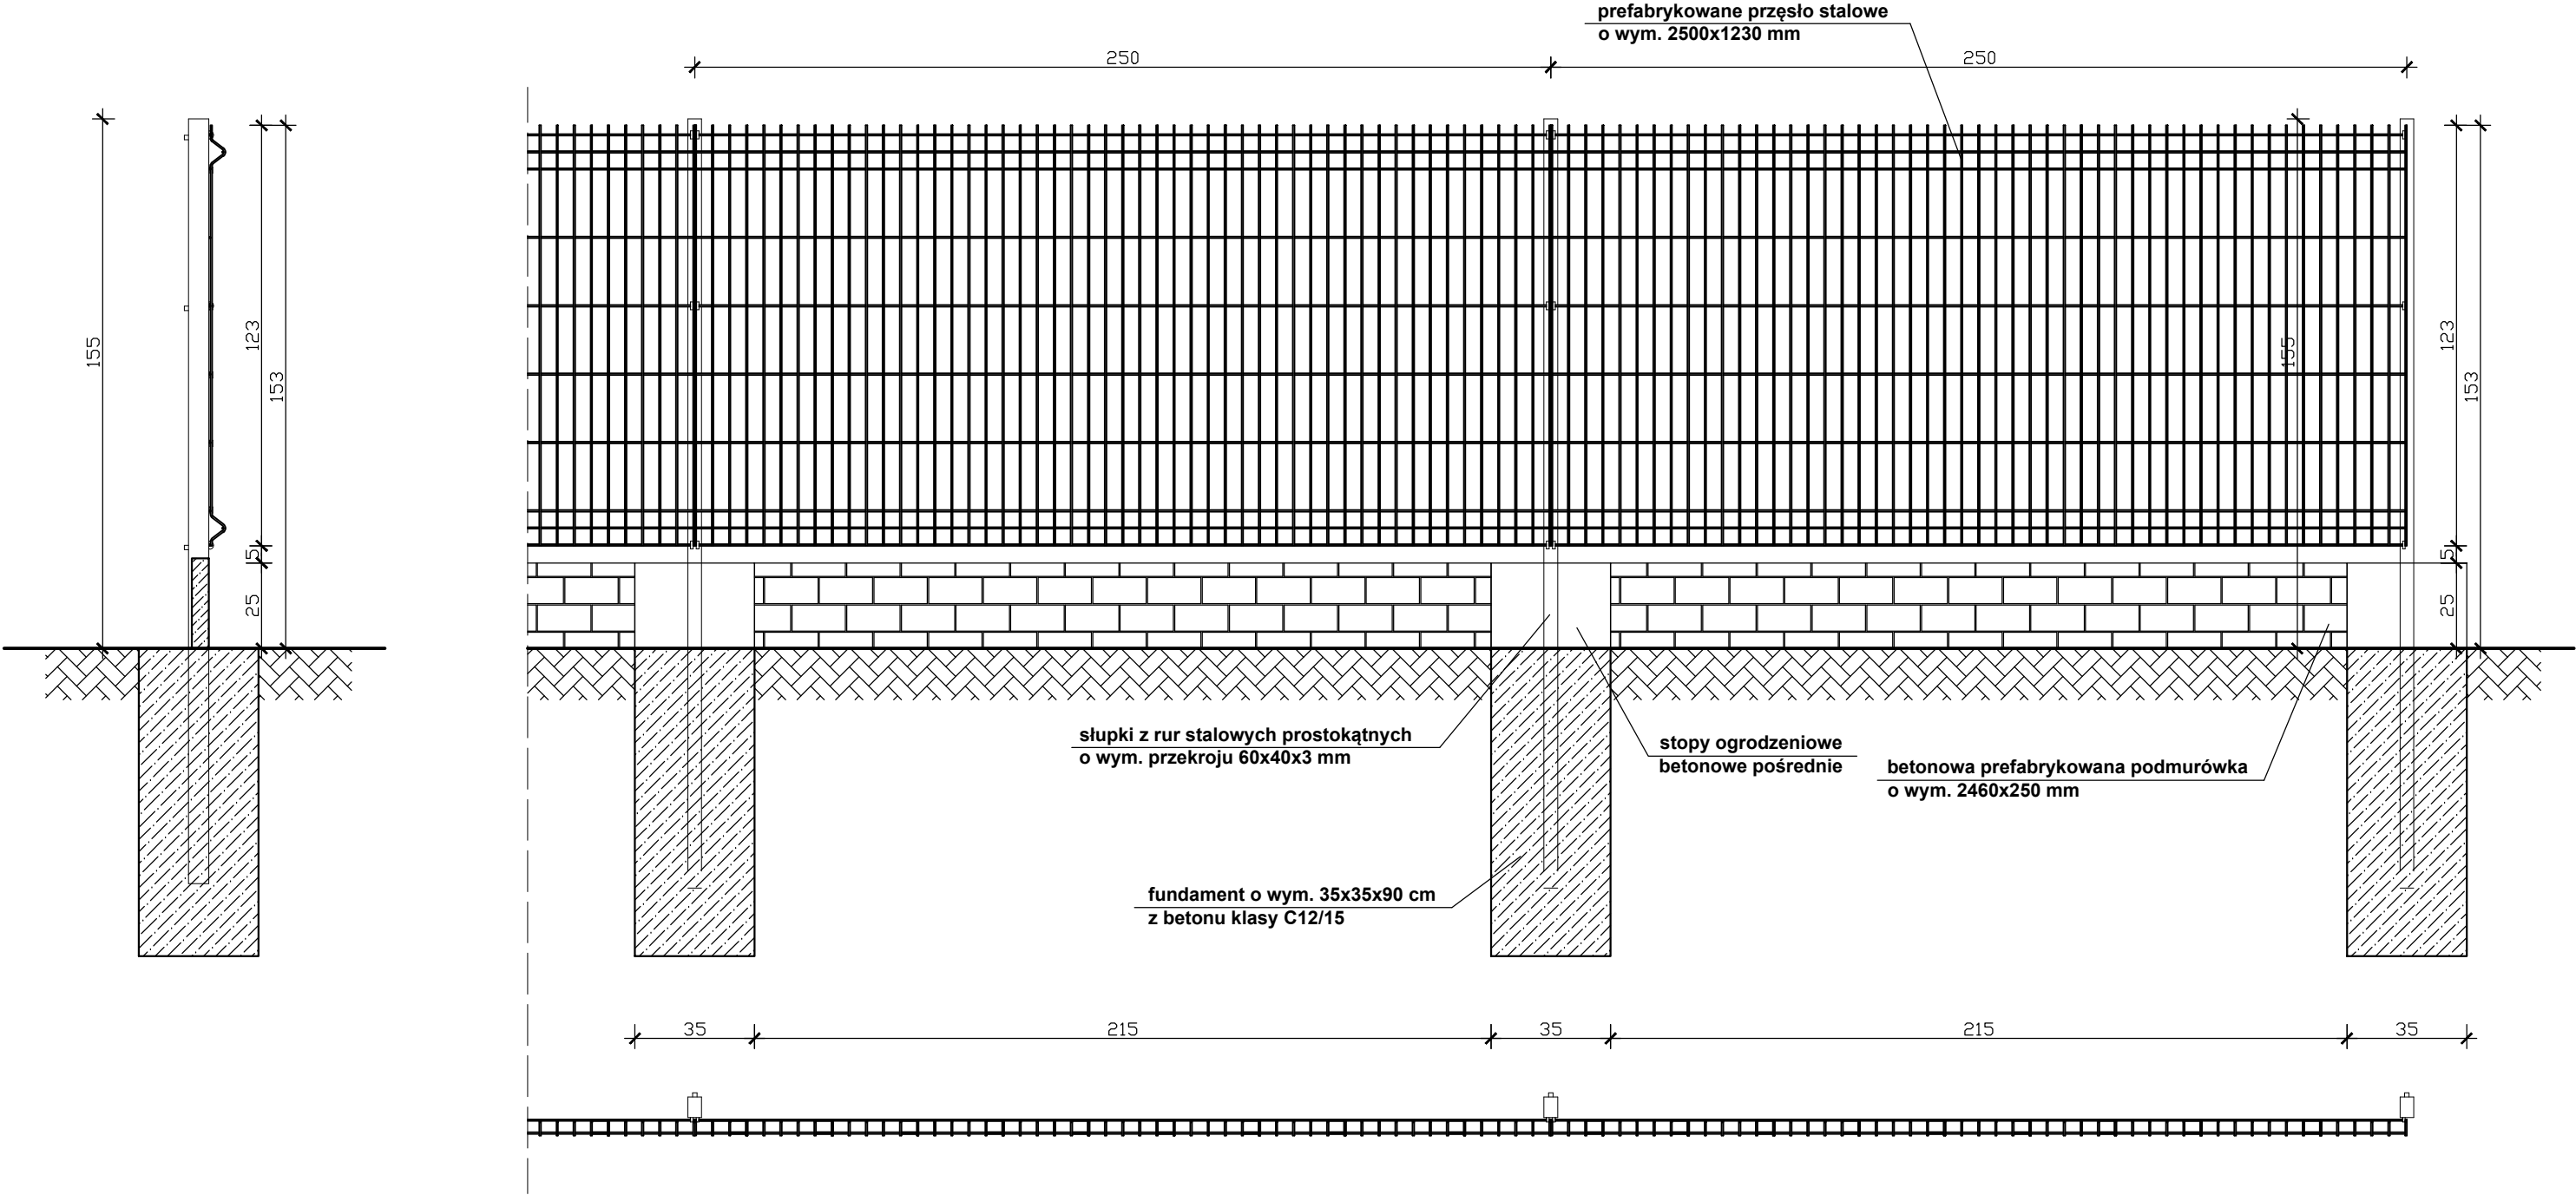 prefabrykowane przęsło stalowe
o wym. 2500x1230 mm
250
250
155
123
153
5
25
155
123
153
5
25
słupki z rur stalowych prostokątnych
o wym. przekroju 60x40x3 mm
stopy ogrodzeniowe
betonowe pośrednie
betonowa prefabrykowana podmurówka
o wym. 2460x250 mm
fundament o wym. 35x35x90 cm
z betonu klasy C12/15
35
215
35
215
35